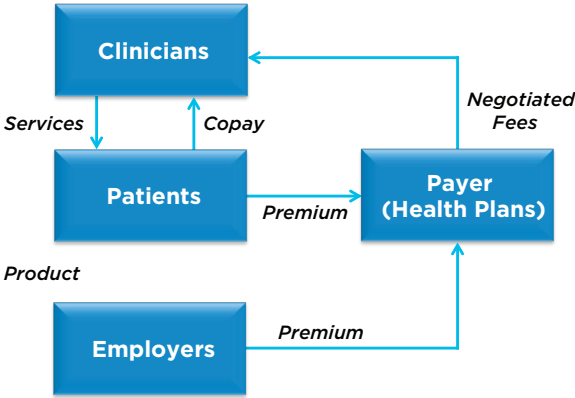 Clinicians
Services
Copay
Negotiated
Fees
Patients
Premium
Payer
(Health Plans)
Product
Employers
Premium